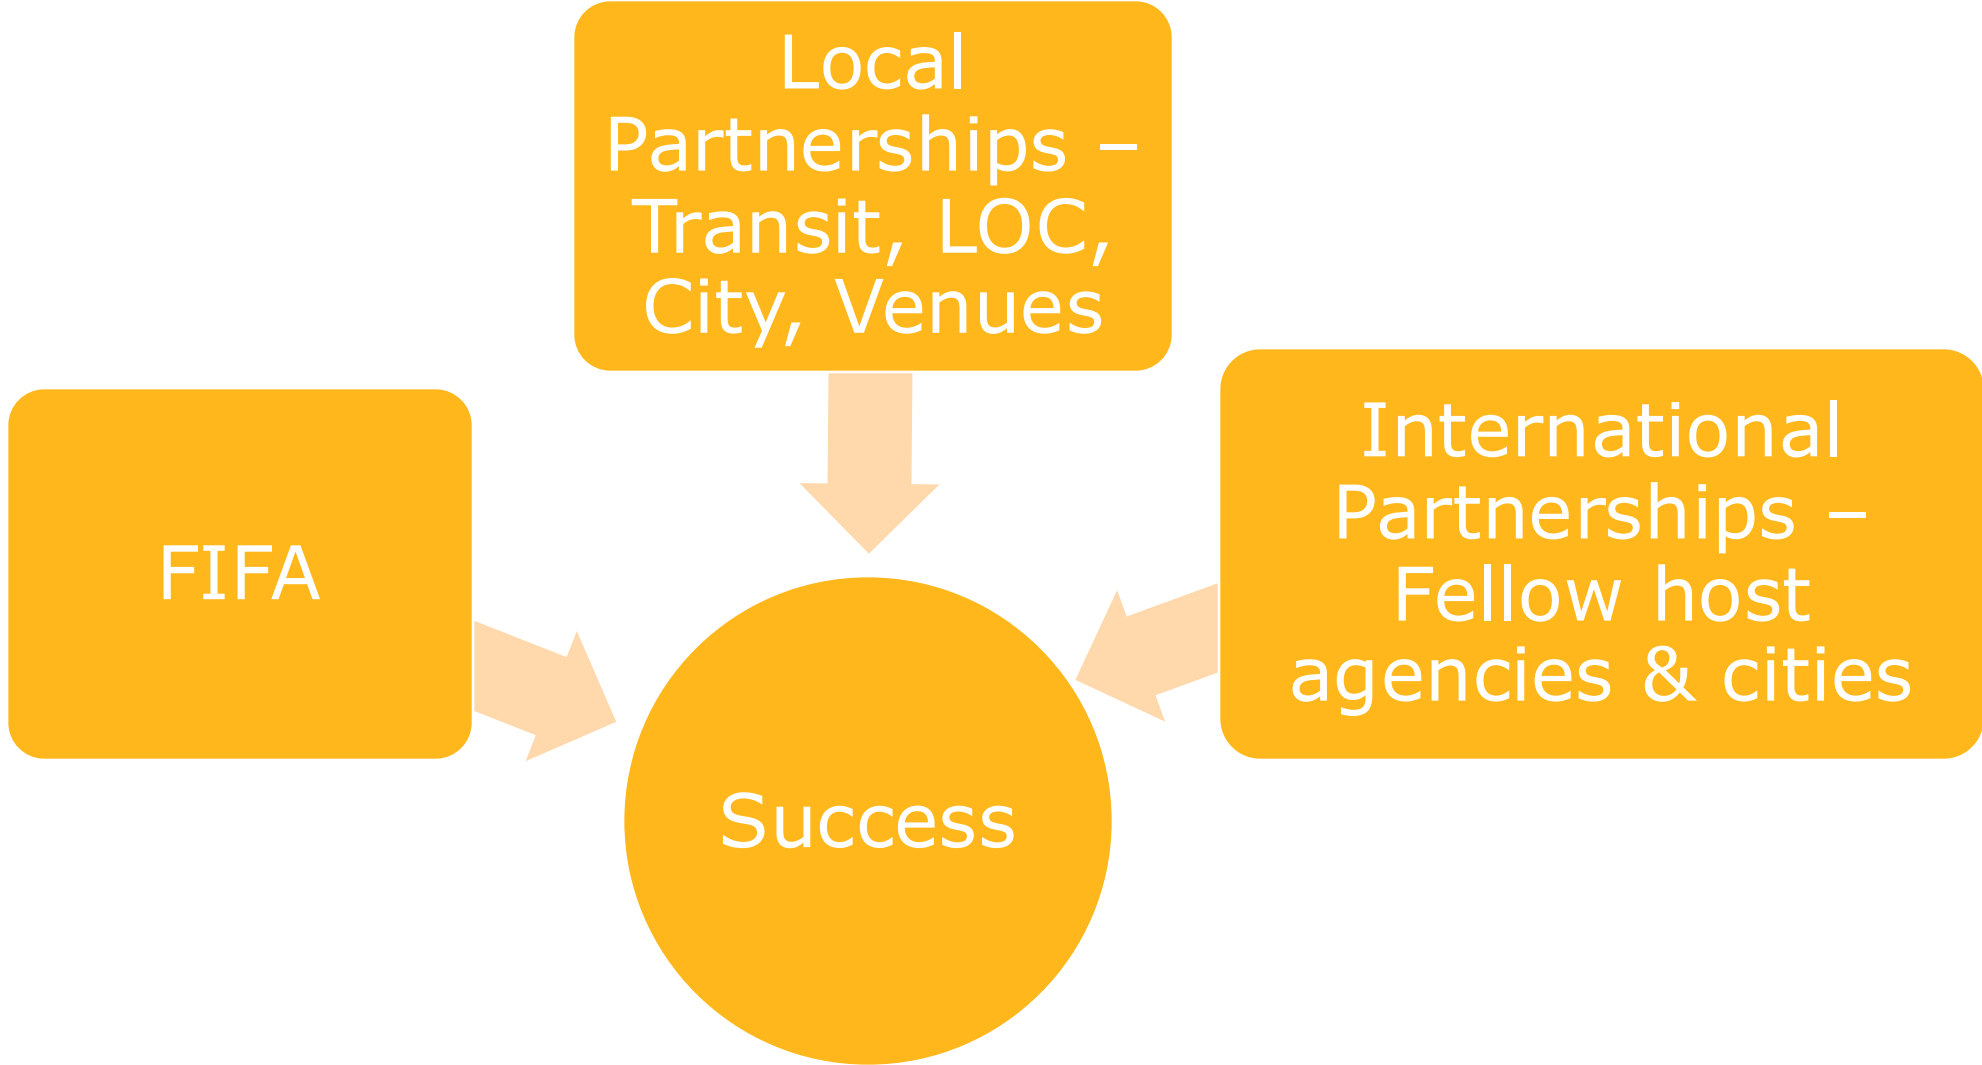 Local
Partnerships –
Transit, LOC,
City, Venues
FIFA
International
Partnerships –
Fellow host
agencies & cities
Success